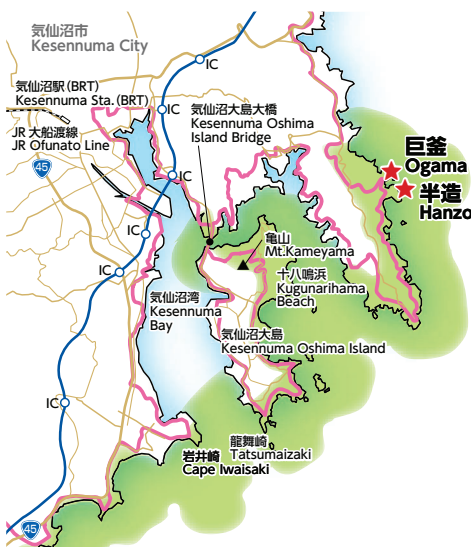 気仙沼市
Kesennuma City
IC
気仙沼駅(BRT)
Kesennuma Sta.(BRT)
IC
気仙沼大島大橋
Kesennuma Oshima
Island Bridge
JR 大船渡線
JR Ofunato Line
45
IC
巨釜
Ogama
半造
Hanzo
IC
亀山
Mt.Kameyama
十八鳴浜
Kugunarihama
Beach
気仙沼湾
Kesennuma
Bay
気仙沼大島
Kesennuma Oshima Island
IC
龍舞崎
Tatsumaizaki
岩井崎
Cape Iwaisaki
45